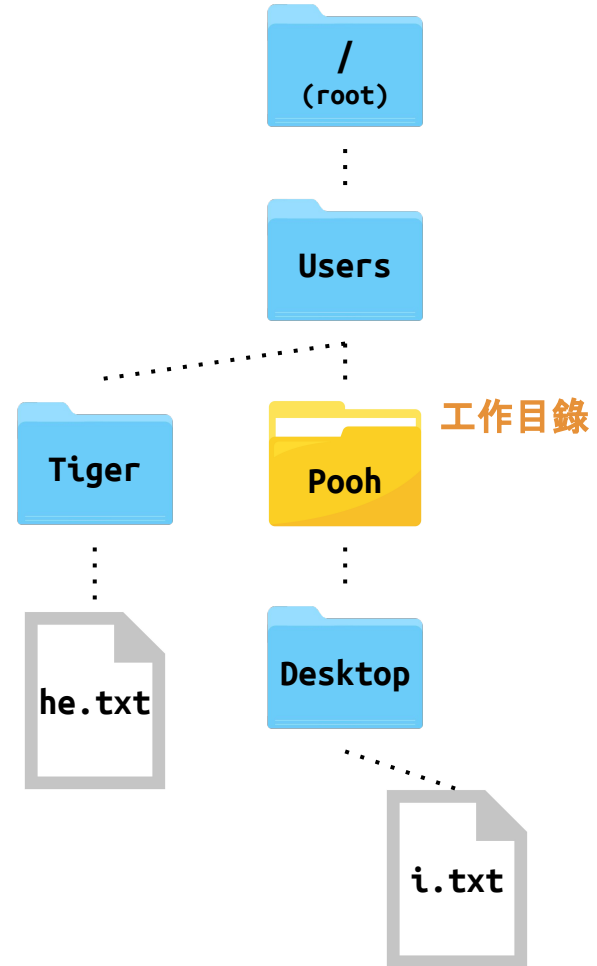 /
(root)
Users
工作目錄
Tiger
Pooh
he.txt
Desktop
i.txt